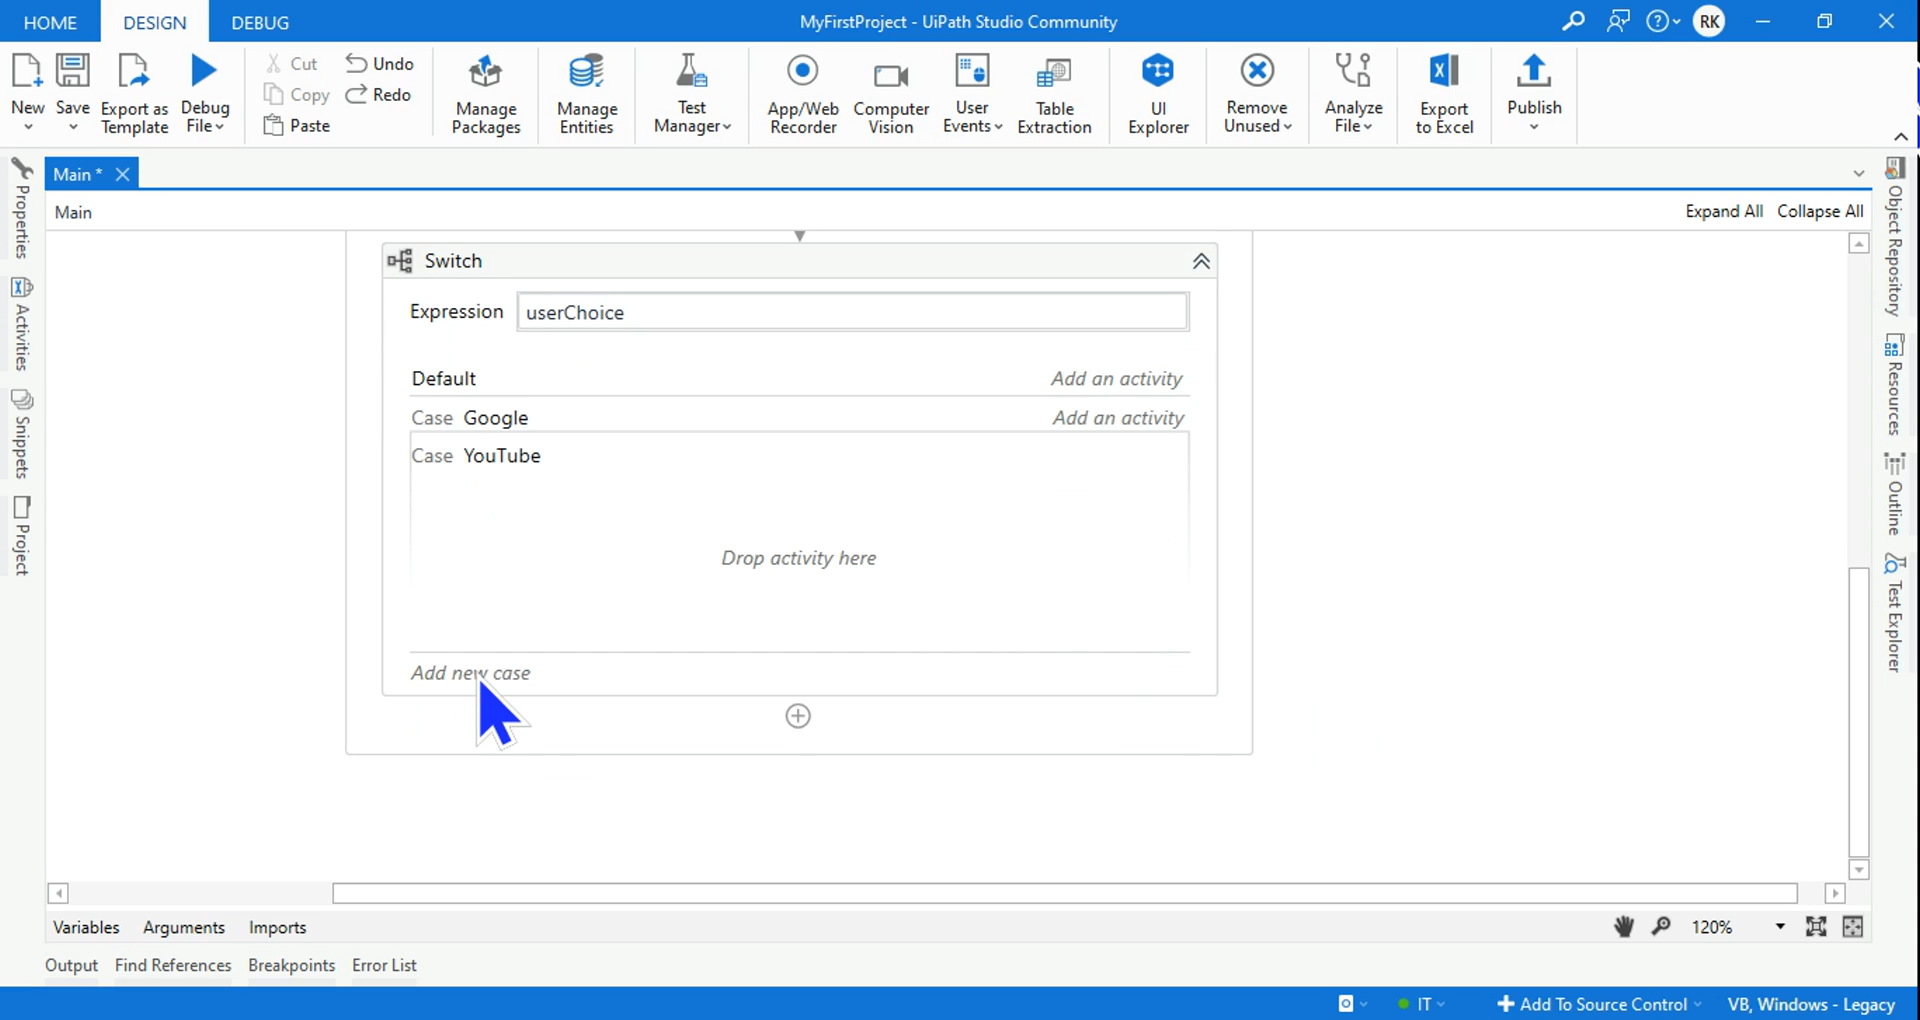 HOME DESIGN DEBUG MyFirstProject - UiPath Studio Community RK
New Save Export as Template Debug File Cut Copy Paste Undo Redo Manage Packages Manage Entities Test Manager App/Web Recorder Computer Vision User Events Table Extraction UI Explorer Remove Unused Analyze File Export to Excel Publish
Main *
Main Expand All Collapse All
Properties
Activities
Snippets
Project
Switch
Expression userChoice
Default Add an activity
Case Google Add an activity
Case YouTube
Drop activity here
Add new case
Object Repository
Resources
Outline
Test Explorer
Variables Arguments Imports 120%
Output Find References Breakpoints Error List
IT Add To Source Control VB, Windows - Legacy